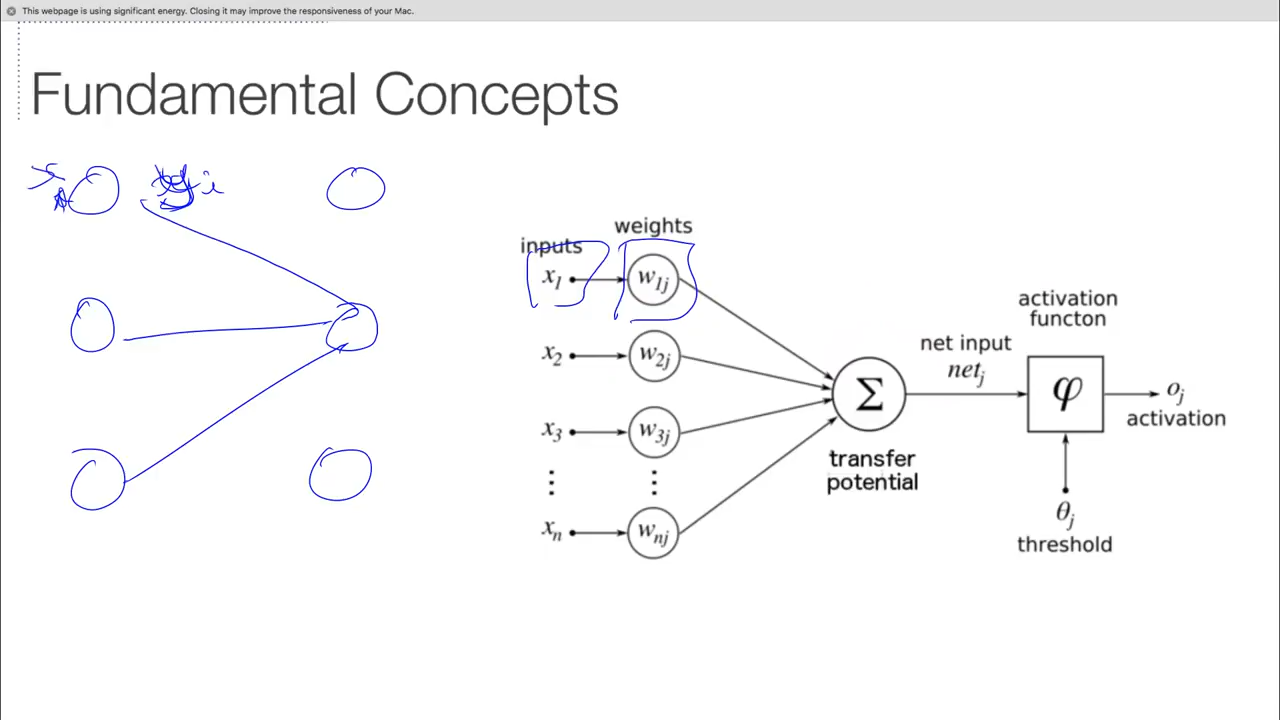 This webpage is using significant energy. Closing it may improve the responsiveness of your Mac.
Fundamental Concepts
weights
inputs
x1
w1j
x2
w2j
x3
w3j
⋮
⋮
xn
wnj
Σ
transfer
potential
net input
netj
activation
functon
φ
oj
activation
θj
threshold